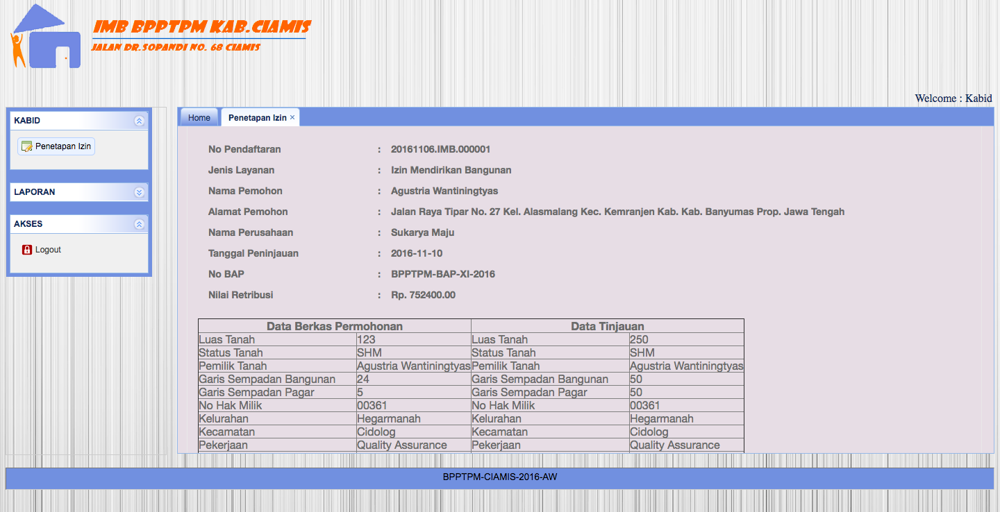 IMB BPPTPM KAB.CIAMIS
JALAN DR.SOPANDI NO. 68 CIAMIS
Welcome : Kabid
KABID
Penetapan Izin
LAPORAN
AKSES
Logout
Home Penetapan Izin ×
No Pendaftaran : 20161106.IMB.000001
Jenis Layanan : Izin Mendirikan Bangunan
Nama Pemohon : Agustria Wantiningtyas
Alamat Pemohon : Jalan Raya Tipar No. 27 Kel. Alasmalang Kec. Kemranjen Kab. Kab. Banyumas Prop. Jawa Tengah
Nama Perusahaan : Sukarya Maju
Tanggal Peninjauan : 2016-11-10
No BAP : BPPTPM-BAP-XI-2016
Nilai Retribusi : Rp. 752400.00
Data Berkas Permohonan Data Tinjauan
Luas Tanah 123 Luas Tanah 250
Status Tanah SHM Status Tanah SHM
Pemilik Tanah Agustria Wantiningtyas Pemilik Tanah Agustria Wantiningtyas
Garis Sempadan Bangunan 24 Garis Sempadan Bangunan 50
Garis Sempadan Pagar 5 Garis Sempadan Pagar 50
No Hak Milik 00361 No Hak Milik 00361
Kelurahan Hegarmanah Kelurahan Hegarmanah
Kecamatan Cidolog Kecamatan Cidolog
Pekerjaan Quality Assurance Pekerjaan Quality Assurance
BPPTPM-CIAMIS-2016-AW